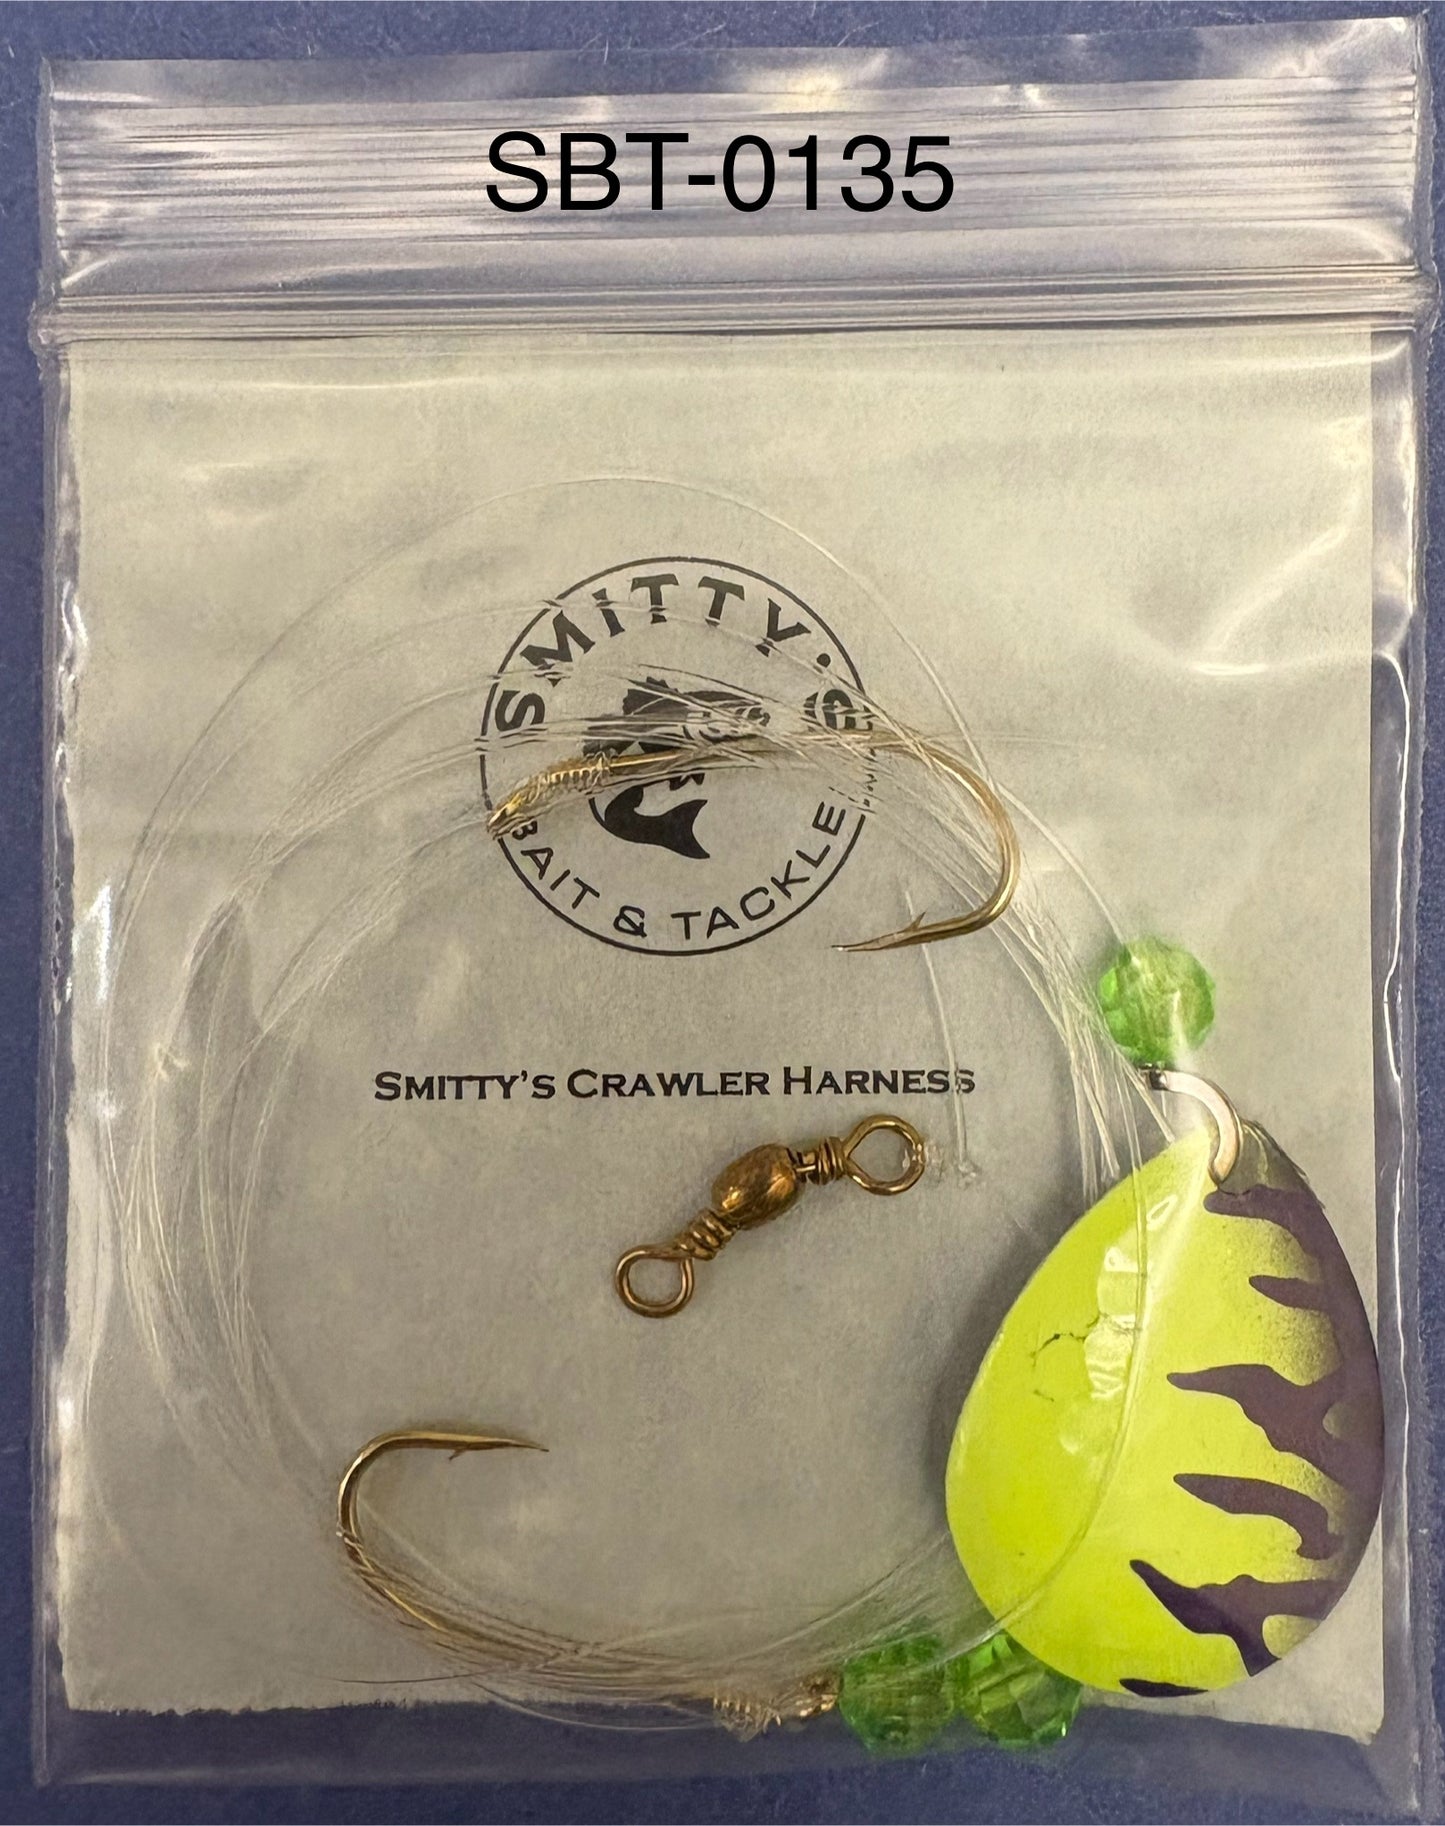 SBT-0135
SMITTY'S
BAIT & TACKLE
SMITTY'S CRAWLER HARNESS